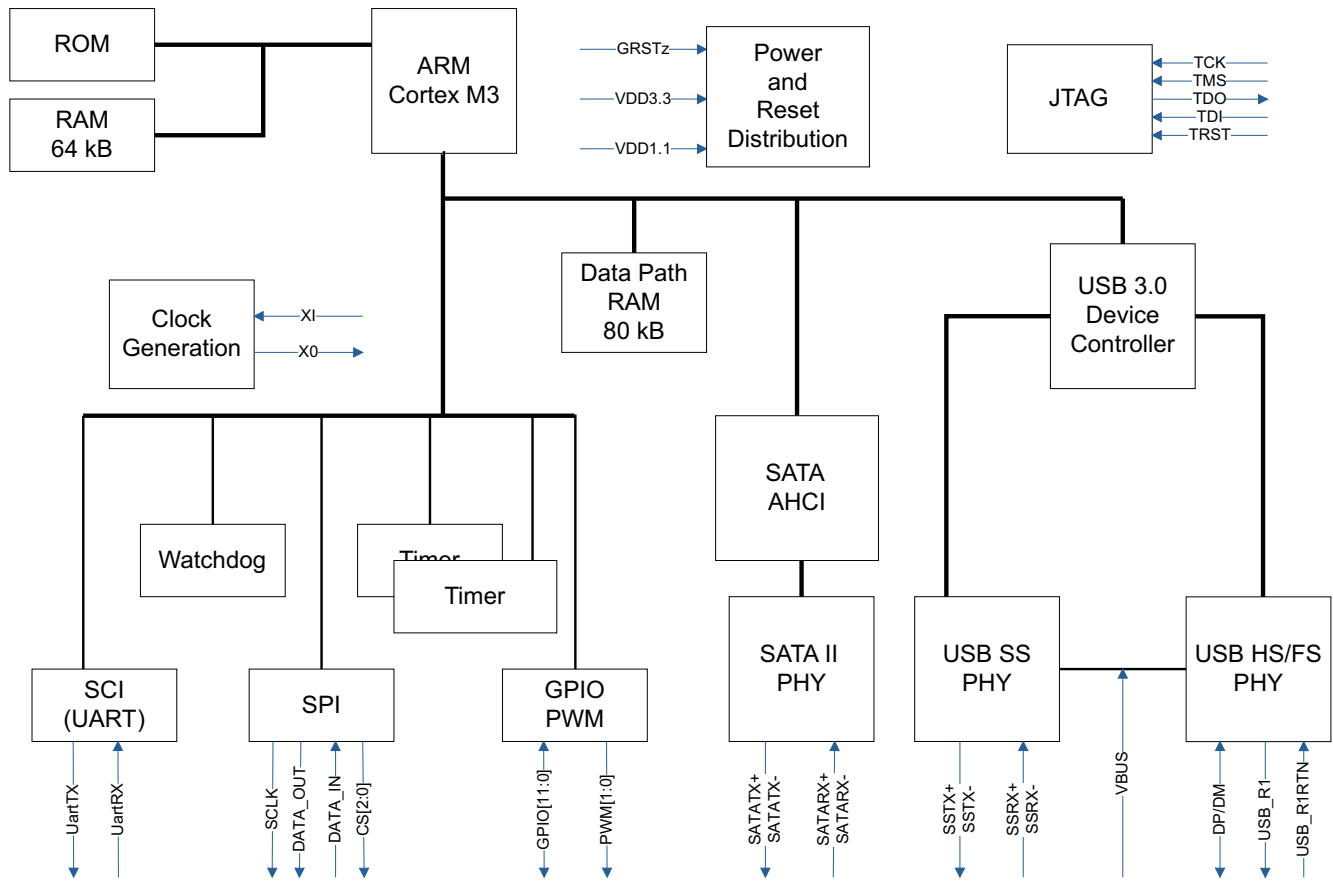 ROM
RAM
64 kB
ARM
Cortex M3
GRSTz
VDD3.3
VDD1.1
Power
and
Reset
Distribution
JTAG
TCK
TMS
TDO
TDI
TRST
Clock
Generation
XI
X0
Data Path
RAM
80 kB
USB 3.0
Device
Controller
SATA
AHCI
Watchdog
Timer
Timer
SCI
(UART)
SPI
GPIO
PWM
SATA II
PHY
USB SS
PHY
USB HS/FS
PHY
UartTX
UartRX
SCLK
DATA_OUT
DATA_IN
CS[2:0]
GPIO[11:0]
PWM[1:0]
SATATX+
SATATX-
SATARX+
SATARX-
SSTX+
SSTX-
SSRX+
SSRX-
VBUS
DP/DM
USB_R1
USB_R1RTN